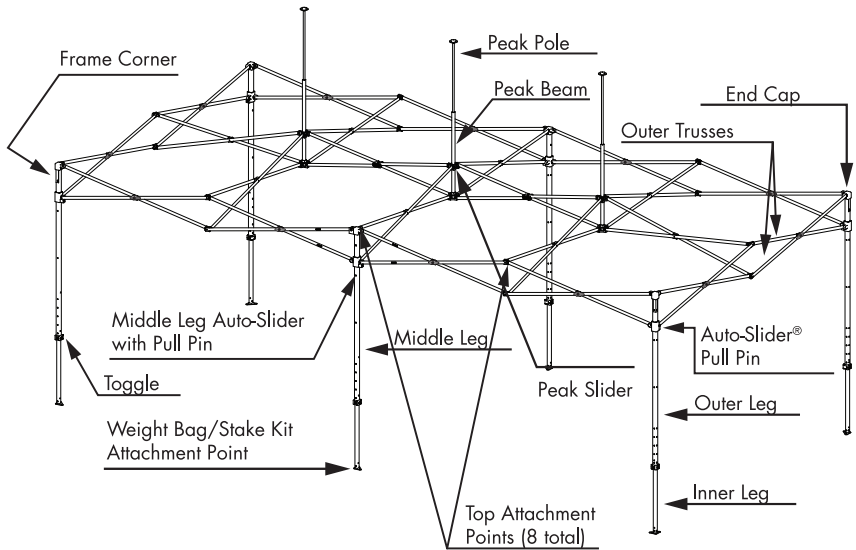 Peak Pole
Frame Corner
Peak Beam
End Cap
Outer Trusses
Middle Leg Auto-Slider
with Pull Pin
Middle Leg
Auto-Slider®
Pull Pin
Toggle
Peak Slider
Outer Leg
Weight Bag/Stake Kit
Attachment Point
Inner Leg
Top Attachment
Points (8 total)